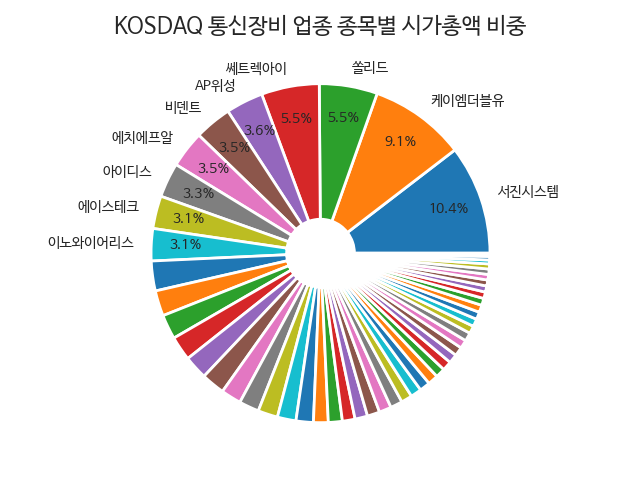 KOSDAQ 통신장비 업종 종목별 시가총액 비중
서진시스템
10.4%
케이엠더블유
9.1%
쏠리드
5.5%
쎄트렉아이
5.5%
AP위성
3.6%
비덴트
3.5%
에치에프알
3.5%
아이디스
3.3%
에이스테크
3.1%
이노와이어리스
3.1%